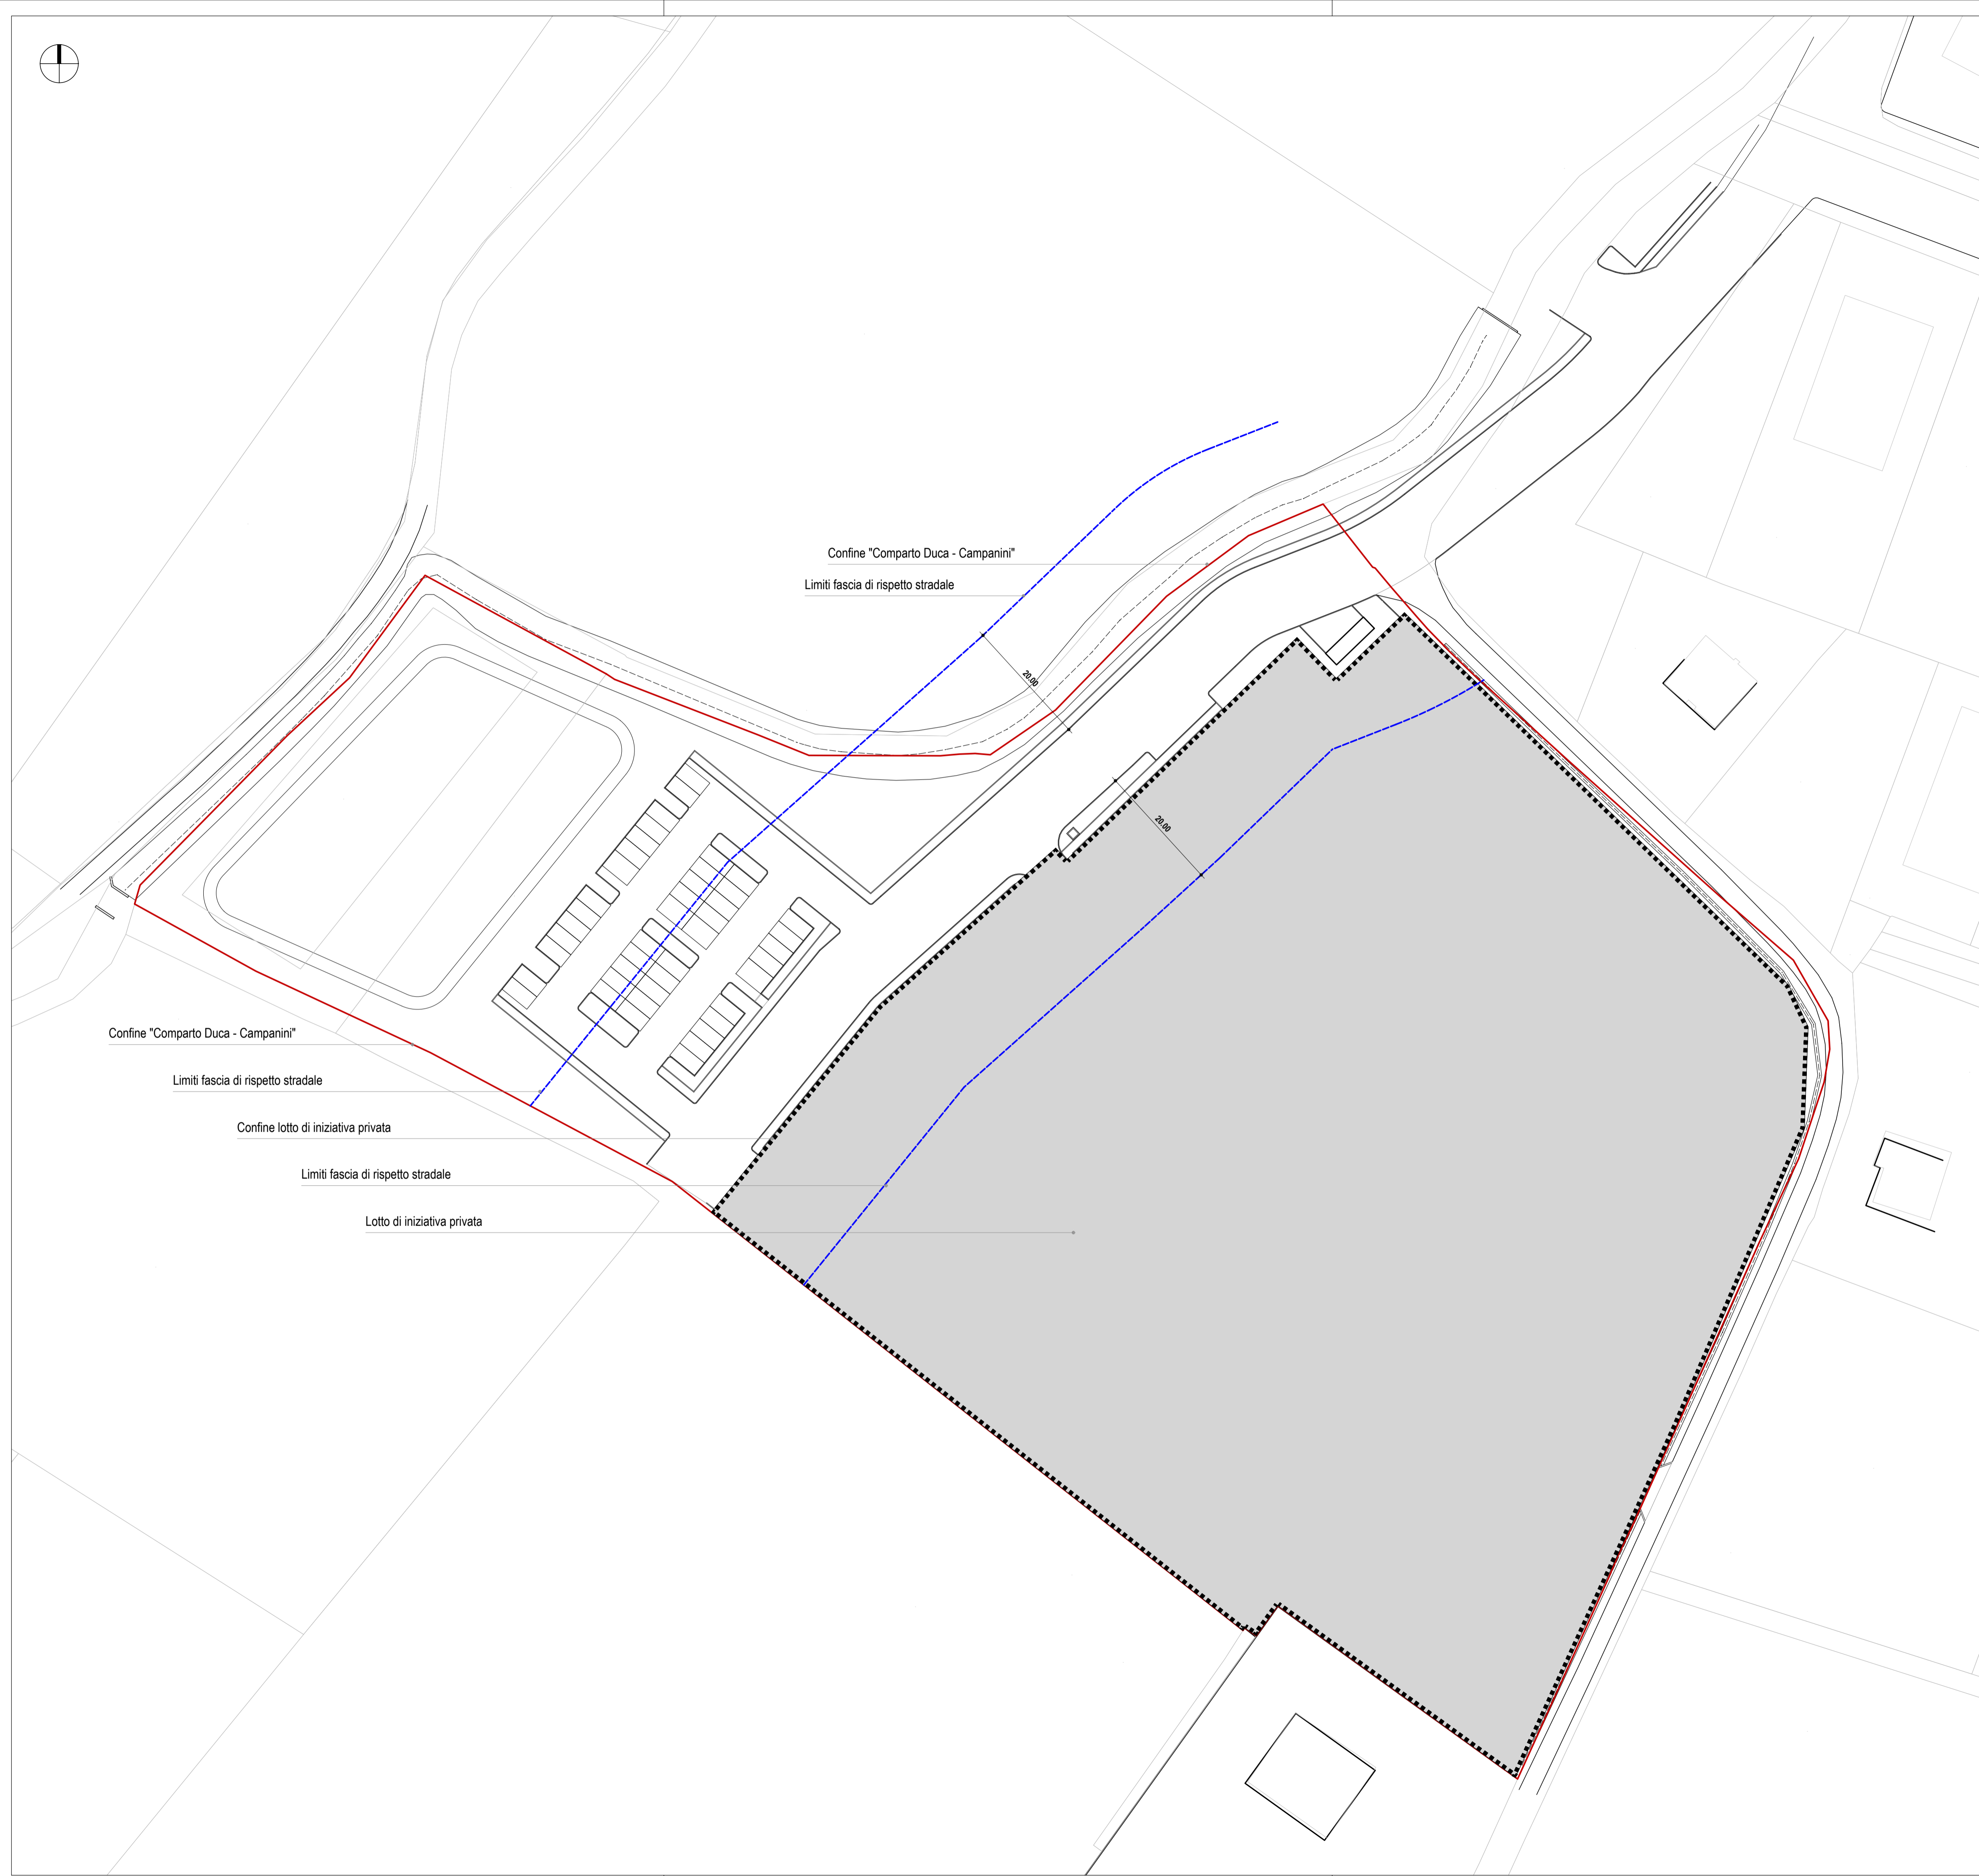 Confine "Comparto Duca - Campanini"
Limiti fascia di rispetto stradale
20.00
20.00
Confine "Comparto Duca - Campanini"
Limiti fascia di rispetto stradale
Confine lotto di iniziativa privata
Limiti fascia di rispetto stradale
Lotto di iniziativa privata